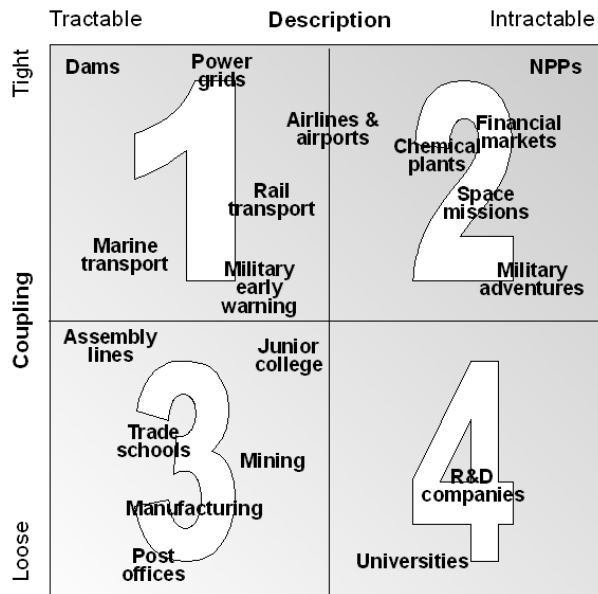 Tractable Description Intractable
Tight
Coupling
Loose
1
Dams
Power
grids
Airlines &
airports
Rail
transport
Marine
transport
Military
early
warning
2
NPPs
Financial
markets
Chemical
plants
Space
missions
Military
adventures
3
Assembly
lines
Junior
college
Trade
schools
Mining
Manufacturing
Post
offices
4
R&D
companies
Universities